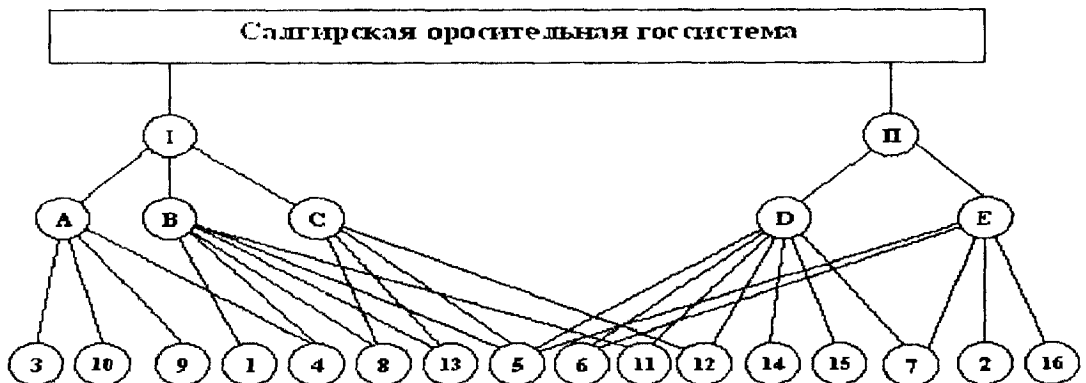 Салгирская оросительная госсистема
I II
A B C D E
3 10 9 1 4 8 13 5 6 11 12 14 15 7 2 16